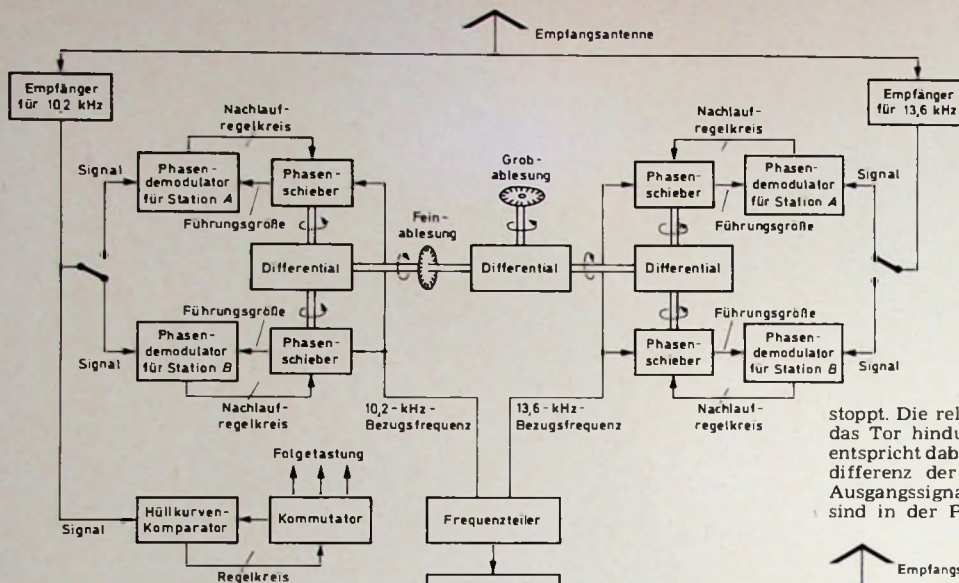 Empfangsantenne
Empfänger
für 10,2 kHz
Empfänger
für 13,6 kHz
Nachlauf-
regelkreis
Signal
Phasen-
demodulator
für Station A
Phasen-
schieber
Führungsgröße
Differential
Fein-
ablesung
Grob-
ablesung
Differential
Nachlauf-
regelkreis
Phasen-
schieber
Phasen-
demodulator
für Station A
Signal
Führungsgröße
Differential
Führungsgröße
Signal
Phasen-
demodulator
für Station B
Phasen-
schieber
Nachlauf-
regelkreis
Führungsgröße
Phasen-
schieber
Phasen-
demodulator
für Station B
Signal
Nachlauf-
regelkreis
10,2-kHz-
Bezugsfrequenz
13,6-kHz-
Bezugsfrequenz
Folgetastung
Signal
Hüllkurven-
Komparator
Kommutator
Regelkreis
Frequenzteiler
stoppt. Die rel
das Tor hindu
entspricht dab
differenz der
Ausgangssigna
sind in der P
Empfangs